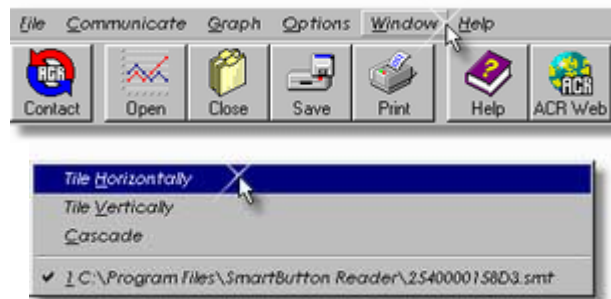 File Communicate Graph Options Window Help
ACR
Contact Open Close Save Print Help ACR Web
Tile Horizontally
Tile Vertically
Cascade
✔ 1 C:\Program Files\SmartButton Reader\2540000158D3.smt